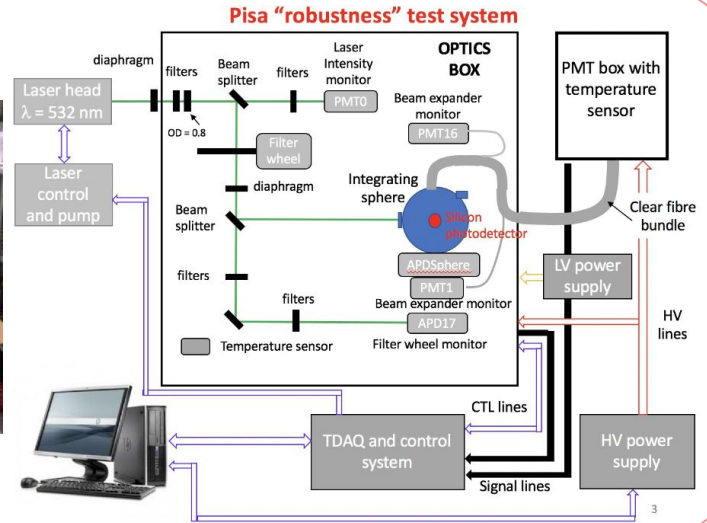 Pisa “robustness” test system
diaphragm
filters
Beam
splitter
filters
Laser
Intensity
monitor
OPTICS
BOX
Laser head
λ = 532 nm
OD = 0.8
PMT0
Beam expander
monitor
PMT16
PMT box with
temperature
sensor
Filter
wheel
Laser
control
and pump
diaphragm
Integrating
sphere
Beam
splitter
Silicon
photodetector
Clear fibre
bundle
APDSphere
PMT1
LV power
supply
filters
filters
Beam expander monitor
APD17
Filter wheel monitor
Temperature sensor
HV
lines
CTL lines
TDAQ and control
system
HV power
supply
Signal lines
3